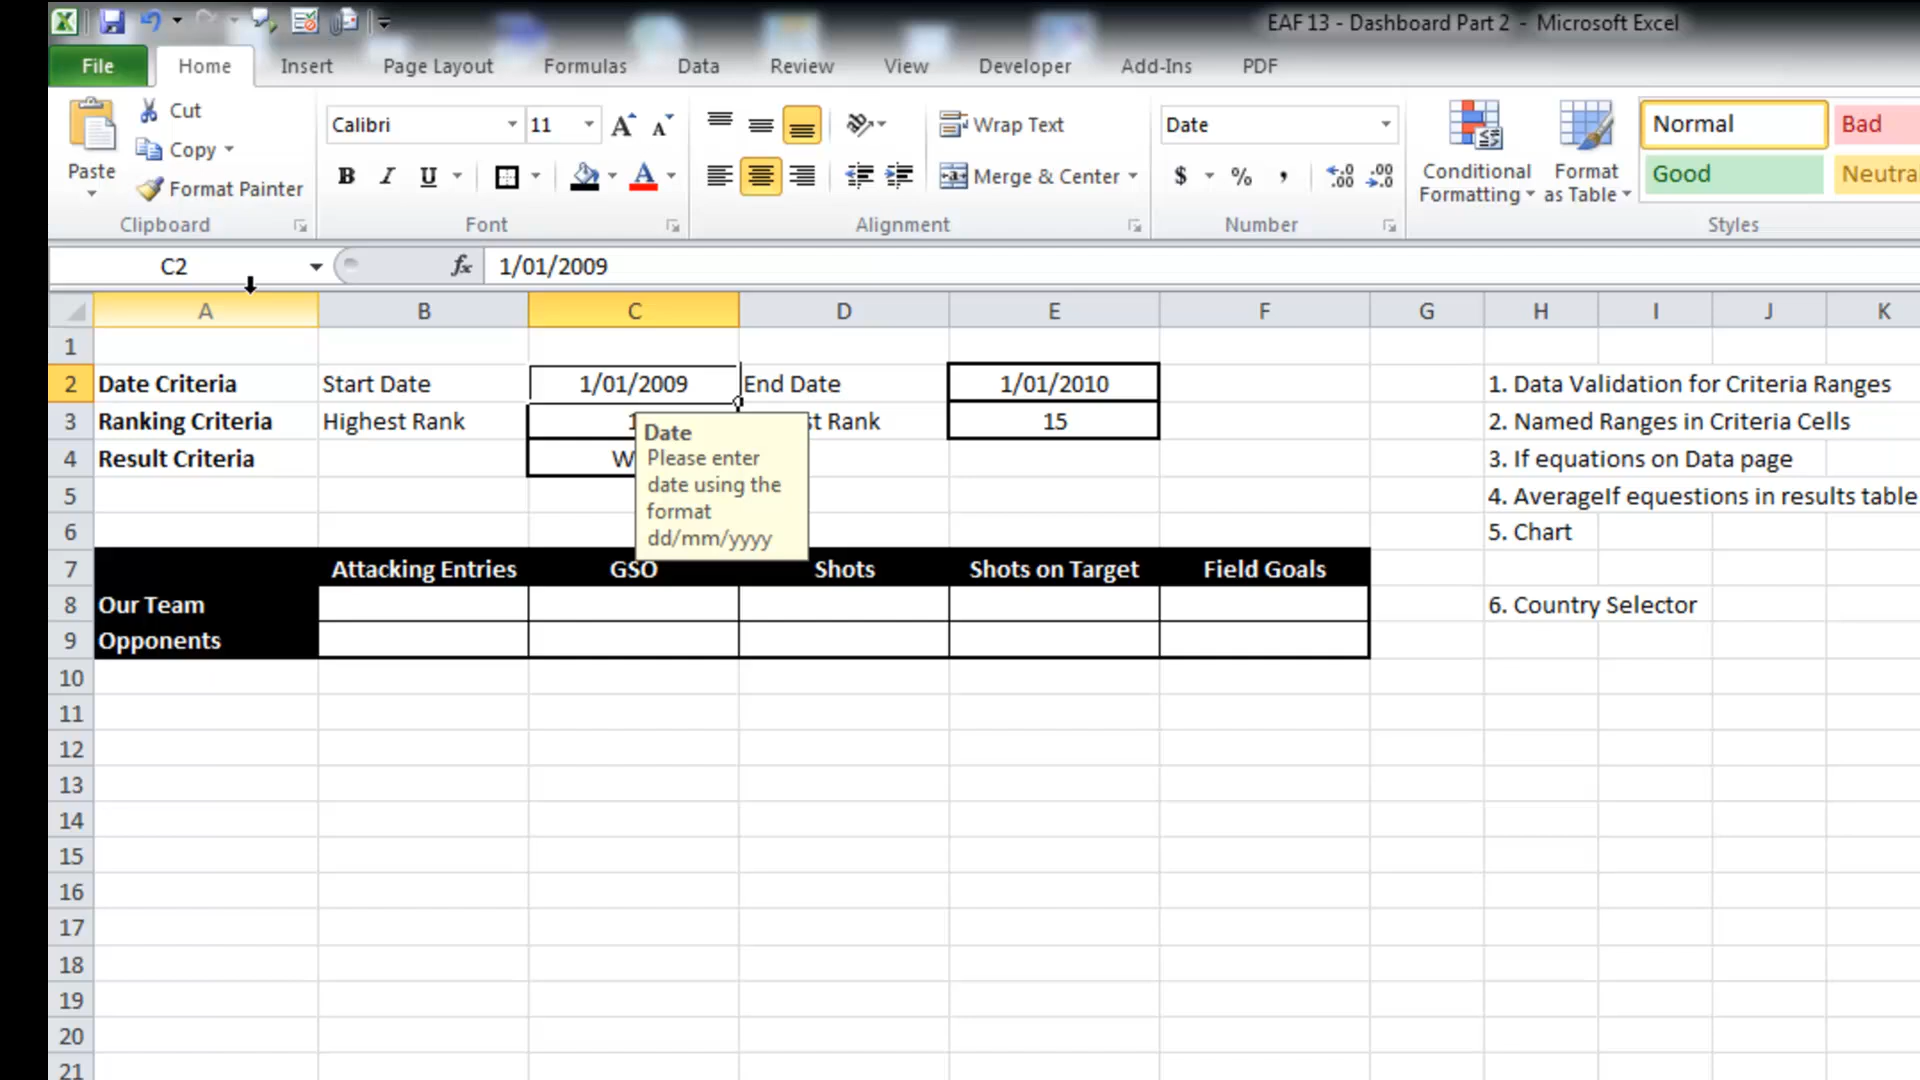 EAF 13 - Dashboard Part 2 - Microsoft Excel
File Home Insert Page Layout Formulas Data Review View Developer Add-Ins PDF
Cut
Copy
Format Painter
Paste
Clipboard
Calibri 11
B I U A
Font
Wrap Text
Merge & Center
Alignment
Date
$ % ,
Number
Conditional Formatting
Format as Table
Normal Bad
Good Neutra
Styles
C2 fx 1/01/2009
A B C D E F G H I J K
1
2 Date Criteria Start Date 1/01/2009 End Date 1/01/2010 1. Data Validation for Criteria Ranges
3 Ranking Criteria Highest Rank 1 st Rank 15 2. Named Ranges in Criteria Cells
4 Result Criteria W 3. If equations on Data page
Date
Please enter
date using the
format
dd/mm/yyyy
5 4. AverageIf equestions in results table
6 5. Chart
7 Attacking Entries GSO Shots Shots on Target Field Goals
8 Our Team 6. Country Selector
9 Opponents
10
11
12
13
14
15
16
17
18
19
20
21